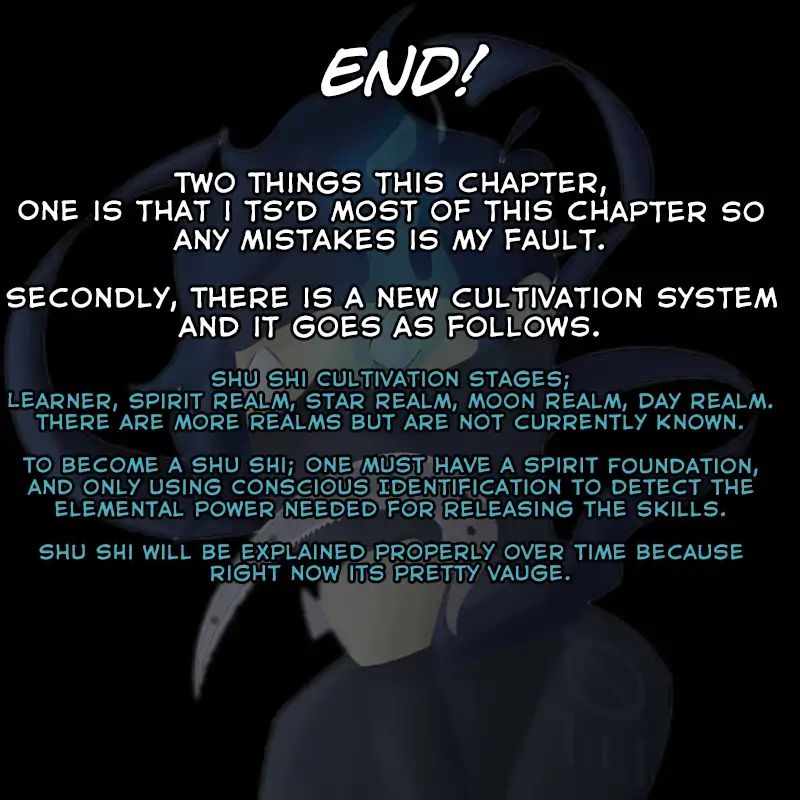 END!
TWO THINGS THIS CHAPTER,
ONE IS THAT I TS'D MOST OF THIS CHAPTER SO
ANY MISTAKES IS MY FAULT.
SECONDLY, THERE IS A NEW CULTIVATION SYSTEM
AND IT GOES AS FOLLOWS.
SHU SHI CULTIVATION STAGES;
LEARNER, SPIRIT REALM, STAR REALM, MOON REALM, DAY REALM.
THERE ARE MORE REALMS BUT ARE NOT CURRENTLY KNOWN.
TO BECOME A SHU SHI; ONE MUST HAVE A SPIRIT FOUNDATION,
AND ONLY USING CONSCIOUS IDENTIFICATION TO DETECT THE
ELEMENTAL POWER NEEDED FOR RELEASING THE SKILLS.
SHU SHI WILL BE EXPLAINED PROPERLY OVER TIME BECAUSE
RIGHT NOW ITS PRETTY VAUGE.